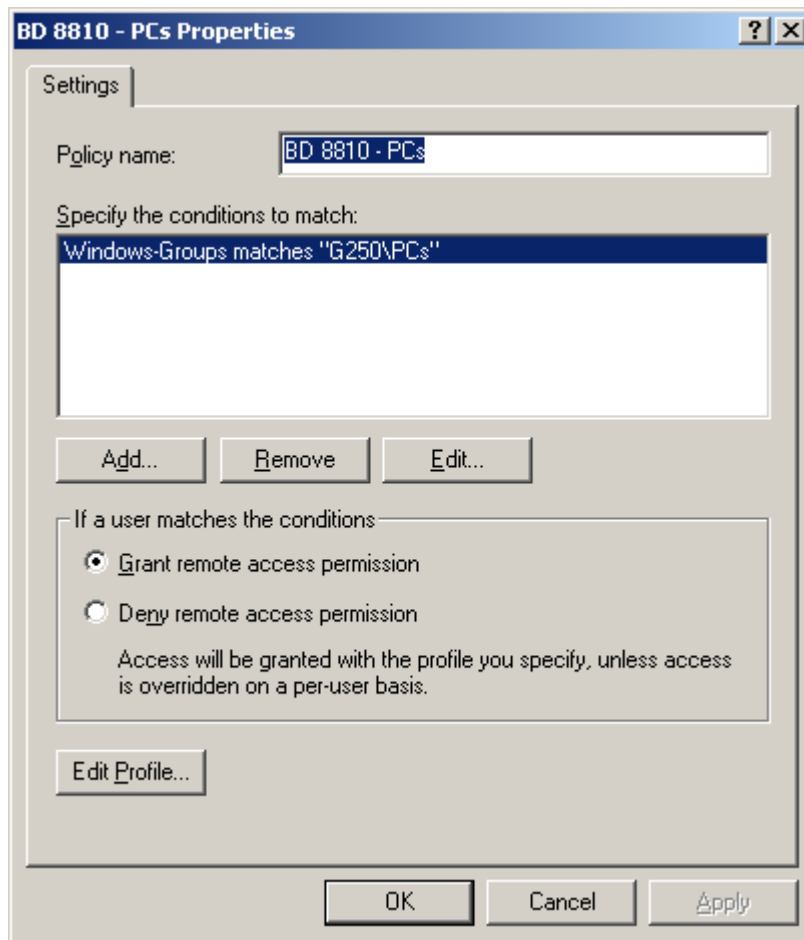 BD 8810 - PCs Properties
Settings
Policy name: BD 8810 - PCs
Specify the conditions to match:
Windows-Groups matches "G250\PCs"
Add... Remove Edit...
If a user matches the conditions
Grant remote access permission
Deny remote access permission
Access will be granted with the profile you specify, unless access
is overridden on a per-user basis.
Edit Profile...
OK Cancel Apply